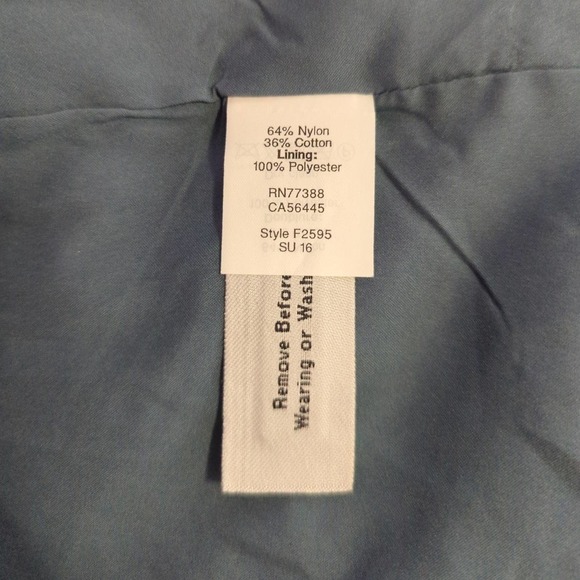 64% Nylon
36% Cotton
Lining:
100% Polyester
RN77388
CA56445
Style F2595
SU 16
Remove Before
Wearing or Wash